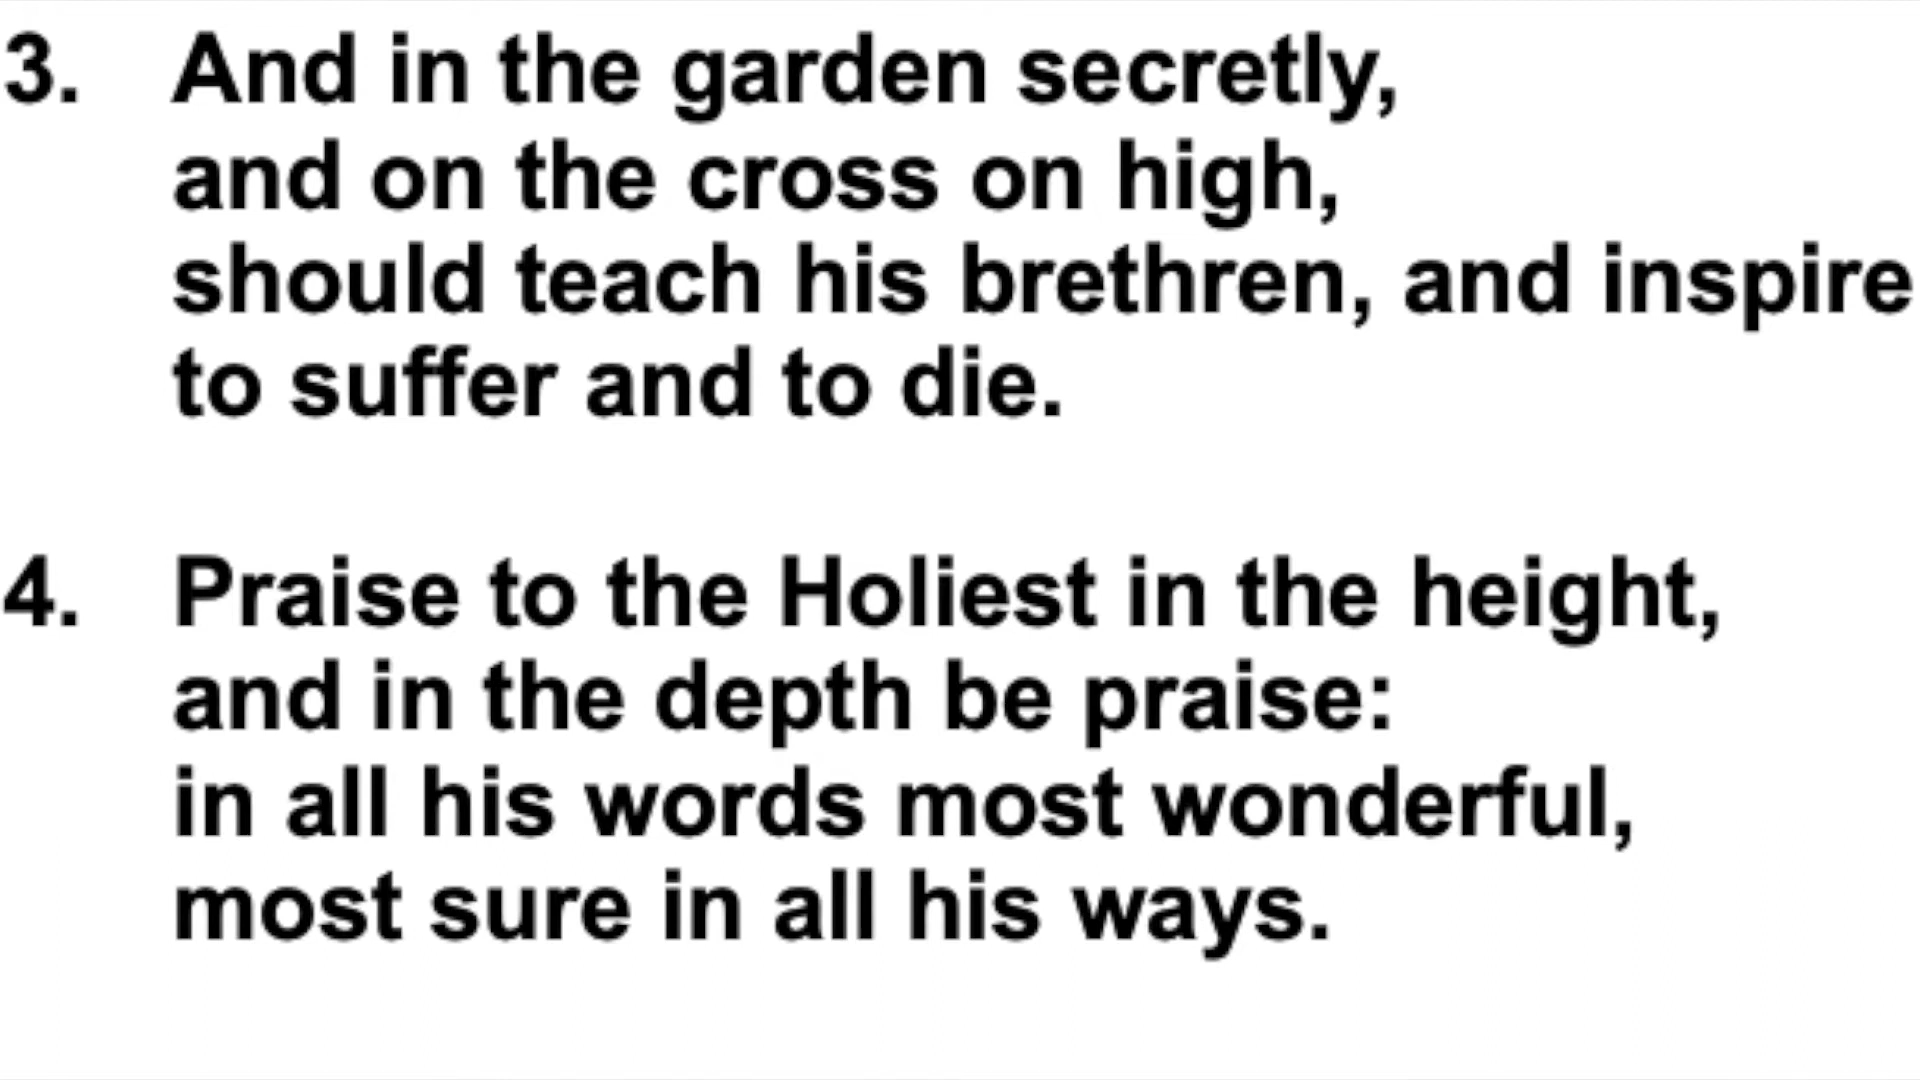 3. And in the garden secretly,
and on the cross on high,
should teach his brethren, and inspire
to suffer and to die.
4. Praise to the Holiest in the height,
and in the depth be praise:
in all his words most wonderful,
most sure in all his ways.